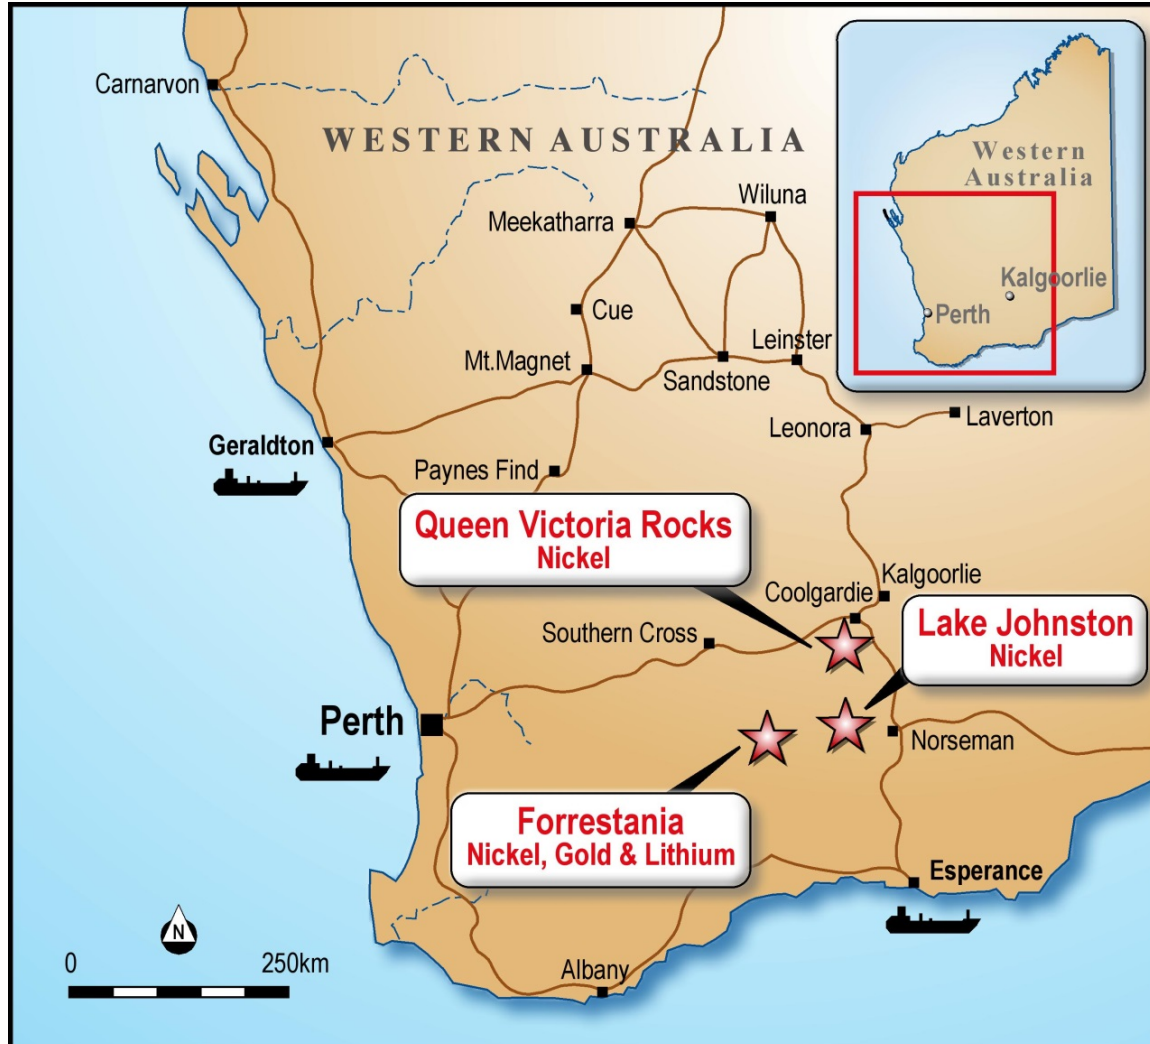 Carnarvon
WESTERN AUSTRALIA
Western
Australia
Kalgoorlie
Perth
Wiluna
Meekatharra
Cue
Leinster
Mt.Magnet
Sandstone
Laverton
Leonora
Geraldton
Paynes Find
Queen Victoria Rocks
Nickel
Kalgoorlie
Coolgardie
Lake Johnston
Nickel
Southern Cross
Perth
Norseman
Forrestania
Nickel, Gold & Lithium
Esperance
N
0 250km
Albany